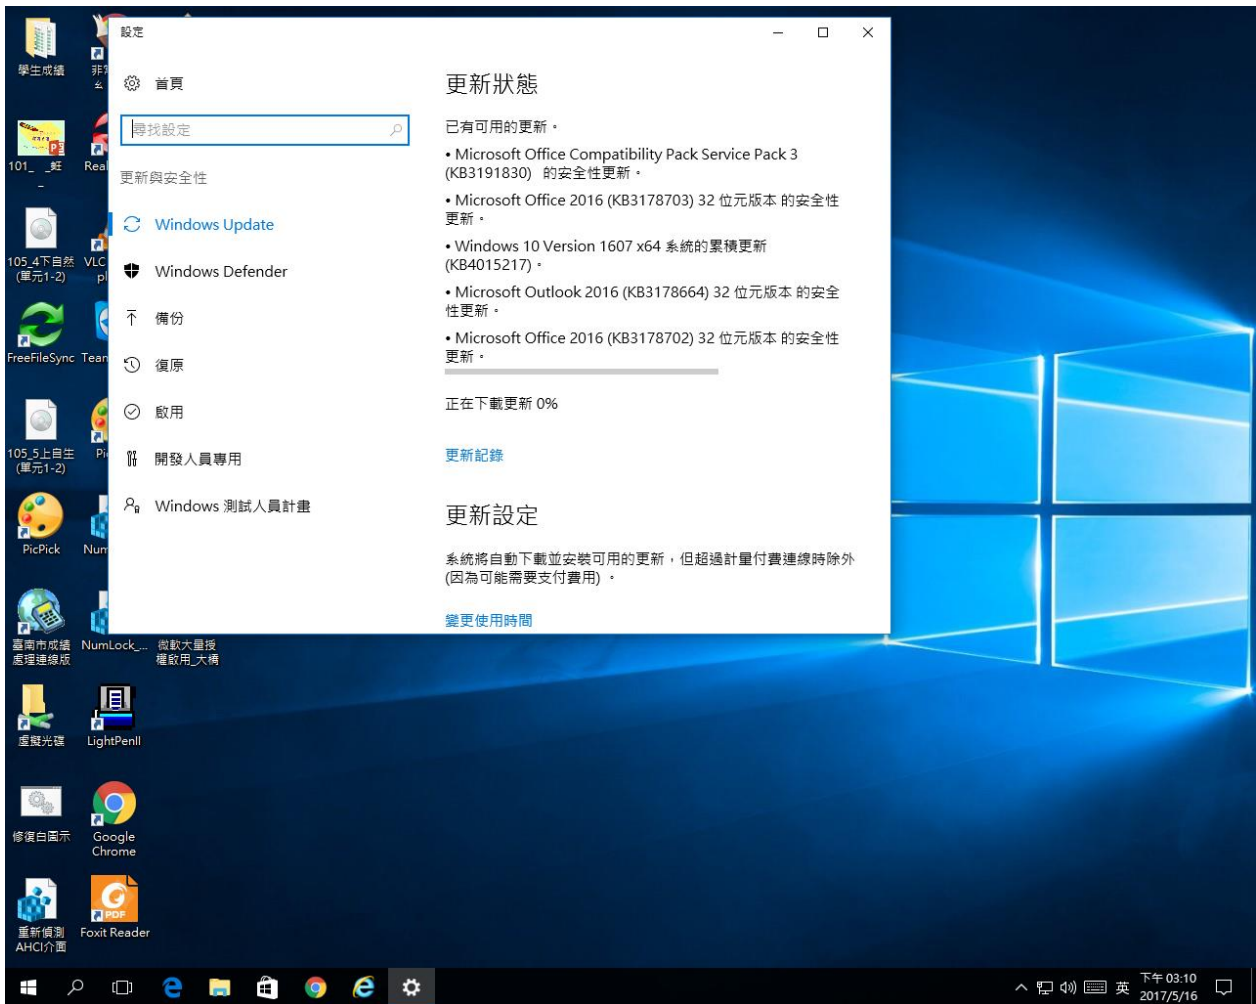 設定
首頁
尋找設定
更新與安全性
Windows Update
Windows Defender
備份
復原
啟用
開發人員專用
Windows 測試人員計畫
更新狀態
已有可用的更新。
• Microsoft Office Compatibility Pack Service Pack 3
(KB3191830) 的安全性更新。
• Microsoft Office 2016 (KB3178703) 32 位元版本 的安全性
更新。
• Windows 10 Version 1607 x64 系統的累積更新
(KB4015217)。
• Microsoft Outlook 2016 (KB3178664) 32 位元版本 的安全
性更新。
• Microsoft Office 2016 (KB3178702) 32 位元版本 的安全性
更新。
正在下載更新 0%
更新記錄
更新設定
系統將自動下載並安裝可用的更新，但超過計量付費連線時除外
(因為可能需要支付費用) 。
變更使用時間
學生成績
101_ _蚯
_
Real
105_4下自然
(單元1-2)
VLC
pl
FreeFileSync
Tean
105_5上自生
(單元1-2)
Pi
PicPick
Num
臺南市成績
處理連線版
NumLock_...
微軟大量授
權啟用_大橋
虛擬光碟
LightPenII
修復白圖示
Google
Chrome
重新偵測
AHCI介面
PDF
Foxit Reader
英
下午 03:10
2017/5/16